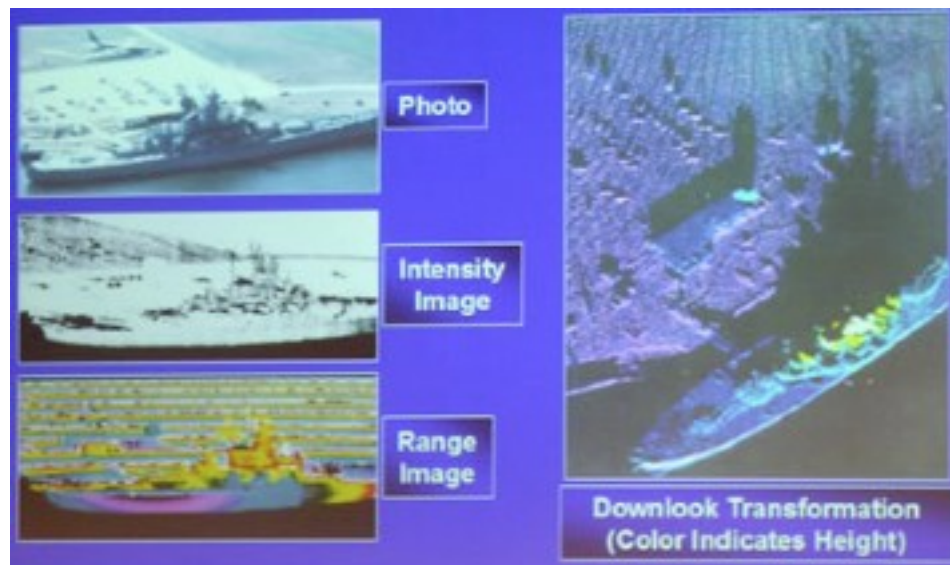 Photo
Intensity
Image
Range
Image
Downlook Transformation
(Color Indicates Height)